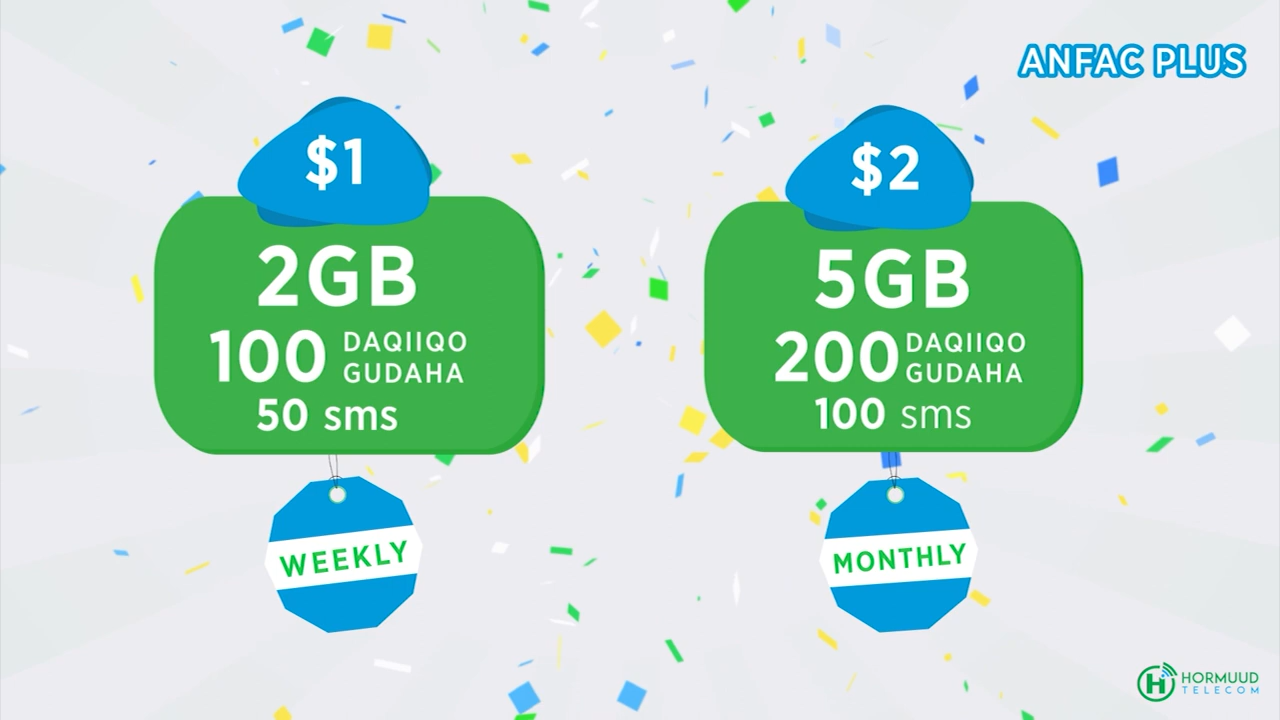 ANFAC PLUS
$1
2GB
100 DAQIIQO
GUDAHA
50 sms
WEEKLY
$2
5GB
200 DAQIIQO
GUDAHA
100 sms
MONTHLY
HORMUUD
TELECOM